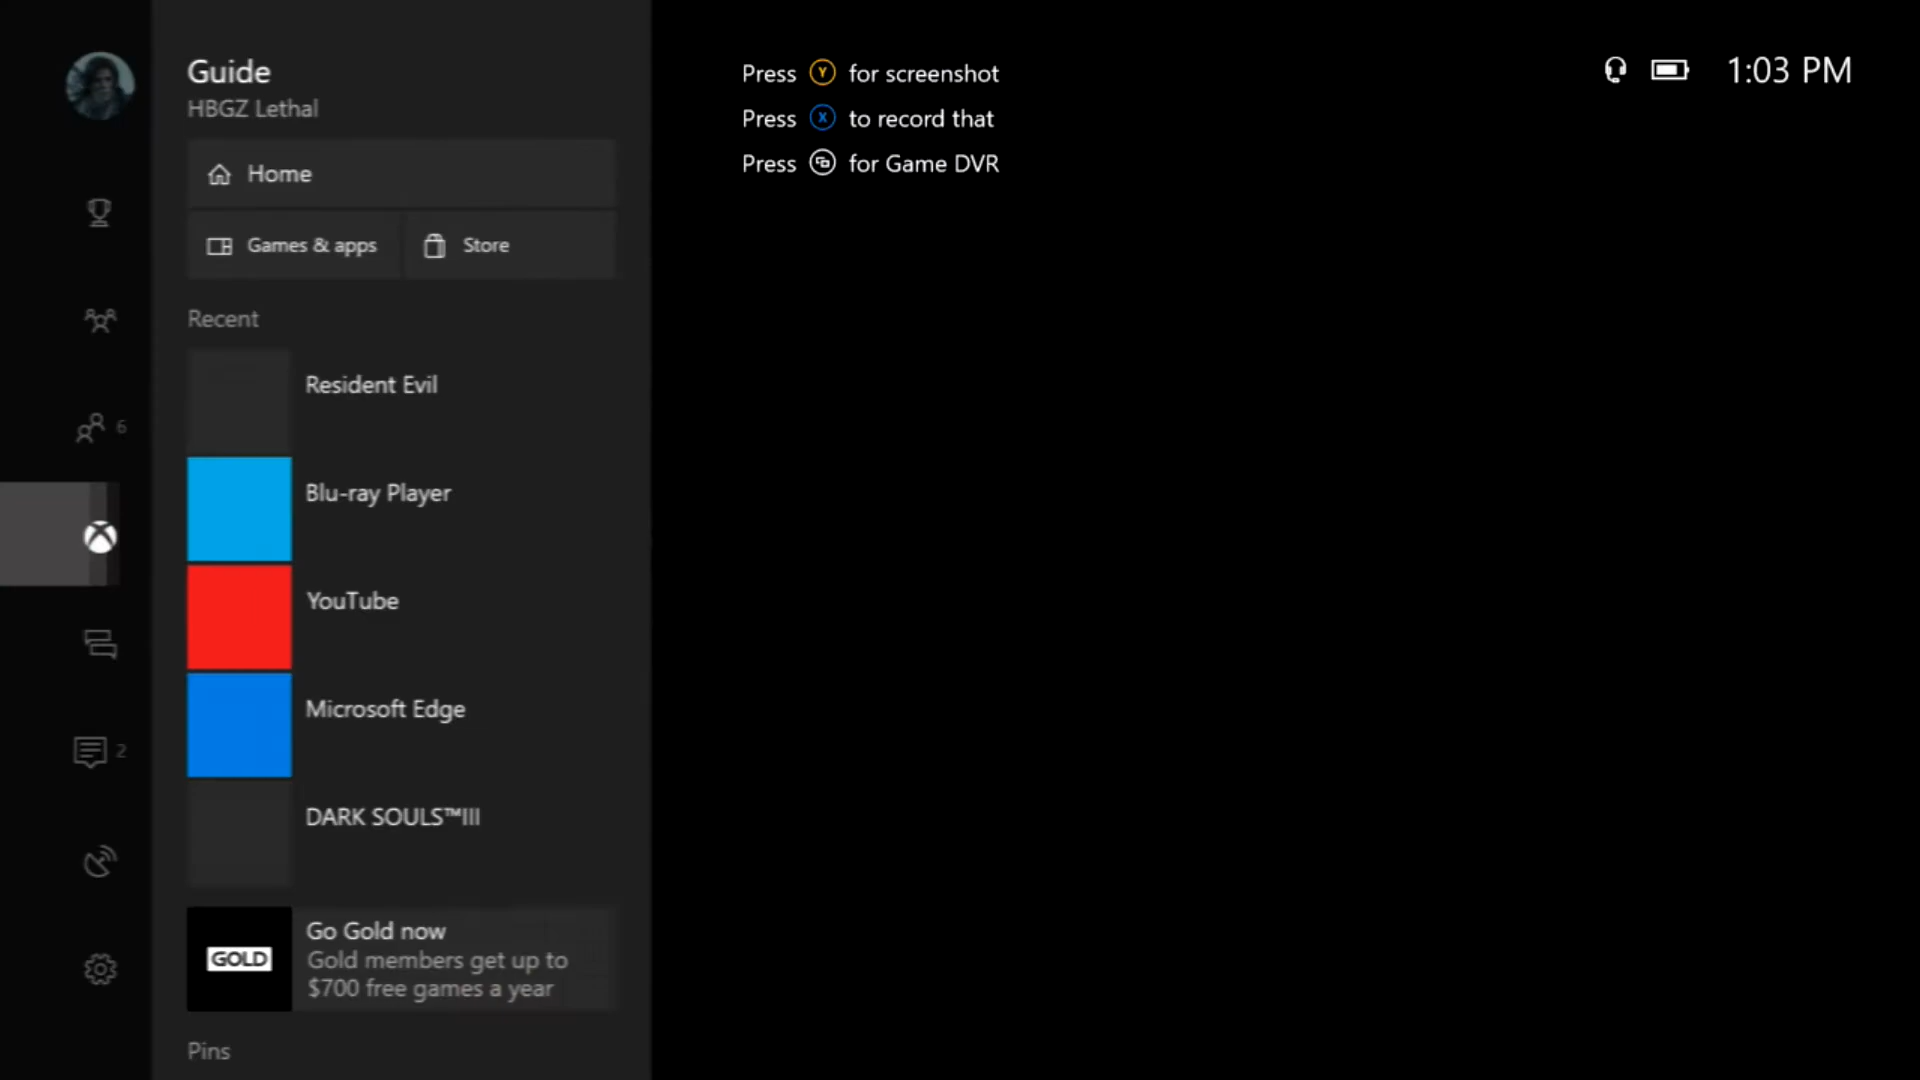 Guide
HBGZ Lethal
Home
Games & apps
Store
Recent
Resident Evil
Blu-ray Player
YouTube
Microsoft Edge
DARK SOULS™III
GOLD
Go Gold now
Gold members get up to
$700 free games a year
Pins
6
2
Press Y for screenshot
Press X to record that
Press for Game DVR
1:03 PM